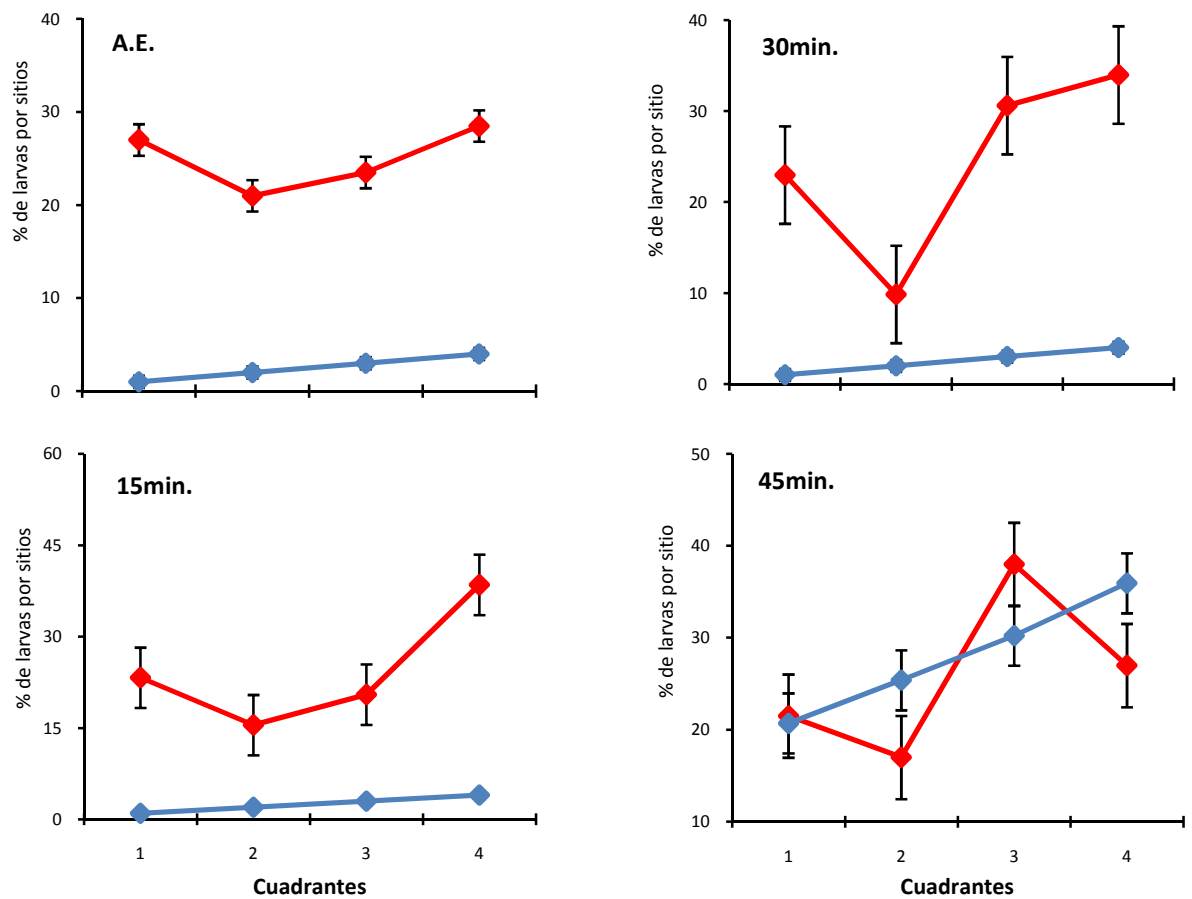 A.E.
% de larvas por sitios
40
30
20
10
0
30min.
% de larvas por sitio
40
30
20
10
0
15min.
% de larvas por sitios
60
45
30
15
0
1 2 3 4
Cuadrantes
45min.
% de larvas por sitio
50
40
30
20
10
1 2 3 4
Cuadrantes